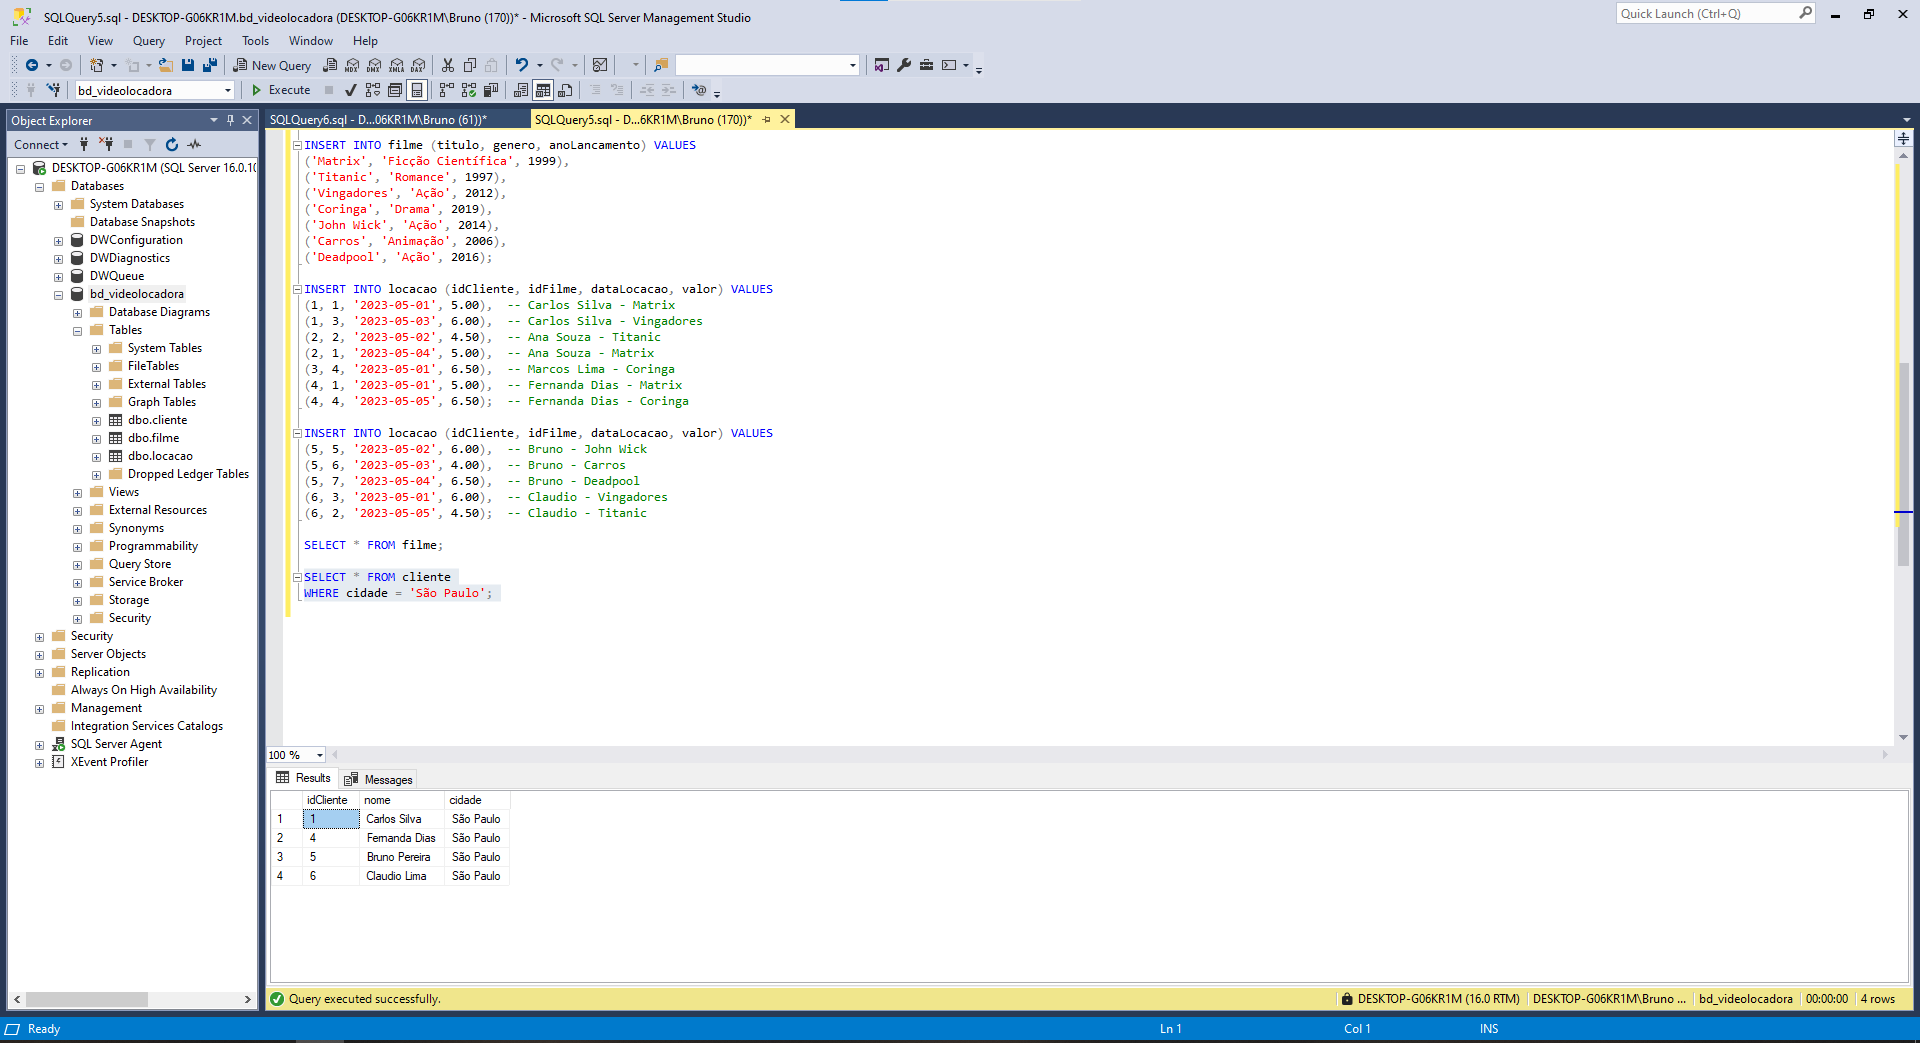 SQLQuery5.sql - DESKTOP-G06KR1M.bd_videolocadora (DESKTOP-G06KR1M\Bruno (170))* - Microsoft SQL Server Management Studio
Quick Launch (Ctrl+Q)
File Edit View Query Project Tools Window Help
New Query MDX DMX XMLA DAX
bd_videolocadora Execute
Object Explorer
Connect
DESKTOP-G06KR1M (SQL Server 16.0.10
Databases
System Databases
Database Snapshots
DWConfiguration
DWDiagnostics
DWQueue
bd_videolocadora
Database Diagrams
Tables
System Tables
FileTables
External Tables
Graph Tables
dbo.cliente
dbo.filme
dbo.locacao
Dropped Ledger Tables
Views
External Resources
Synonyms
Programmability
Query Store
Service Broker
Storage
Security
Security
Server Objects
Replication
Always On High Availability
Management
Integration Services Catalogs
SQL Server Agent
XEvent Profiler
SQLQuery6.sql - D...06KR1M\Bruno (61))* SQLQuery5.sql - D...6KR1M\Bruno (170))*
INSERT INTO filme (titulo, genero, anoLancamento) VALUES
('Matrix', 'Ficção Científica', 1999),
('Titanic', 'Romance', 1997),
('Vingadores', 'Ação', 2012),
('Coringa', 'Drama', 2019),
('John Wick', 'Ação', 2014),
('Carros', 'Animação', 2006),
('Deadpool', 'Ação', 2016);
INSERT INTO locacao (idCliente, idFilme, dataLocacao, valor) VALUES
(1, 1, '2023-05-01', 5.00), -- Carlos Silva - Matrix
(1, 3, '2023-05-03', 6.00), -- Carlos Silva - Vingadores
(2, 2, '2023-05-02', 4.50), -- Ana Souza - Titanic
(2, 1, '2023-05-04', 5.00), -- Ana Souza - Matrix
(3, 4, '2023-05-01', 6.50), -- Marcos Lima - Coringa
(4, 1, '2023-05-01', 5.00), -- Fernanda Dias - Matrix
(4, 4, '2023-05-05', 6.50); -- Fernanda Dias - Coringa
INSERT INTO locacao (idCliente, idFilme, dataLocacao, valor) VALUES
(5, 5, '2023-05-02', 6.00), -- Bruno - John Wick
(5, 6, '2023-05-03', 4.00), -- Bruno - Carros
(5, 7, '2023-05-04', 6.50), -- Bruno - Deadpool
(6, 3, '2023-05-01', 6.00), -- Claudio - Vingadores
(6, 2, '2023-05-05', 4.50); -- Claudio - Titanic
SELECT * FROM filme;
SELECT * FROM cliente
WHERE cidade = 'São Paulo';
100 %
Results Messages
idCliente nome cidade
1 1 Carlos Silva São Paulo
2 4 Fernanda Dias São Paulo
3 5 Bruno Pereira São Paulo
4 6 Claudio Lima São Paulo
Query executed successfully. DESKTOP-G06KR1M (16.0 RTM) DESKTOP-G06KR1M\Bruno ... bd_videolocadora 00:00:00 4 rows
Ready Ln 1 Col 1 INS